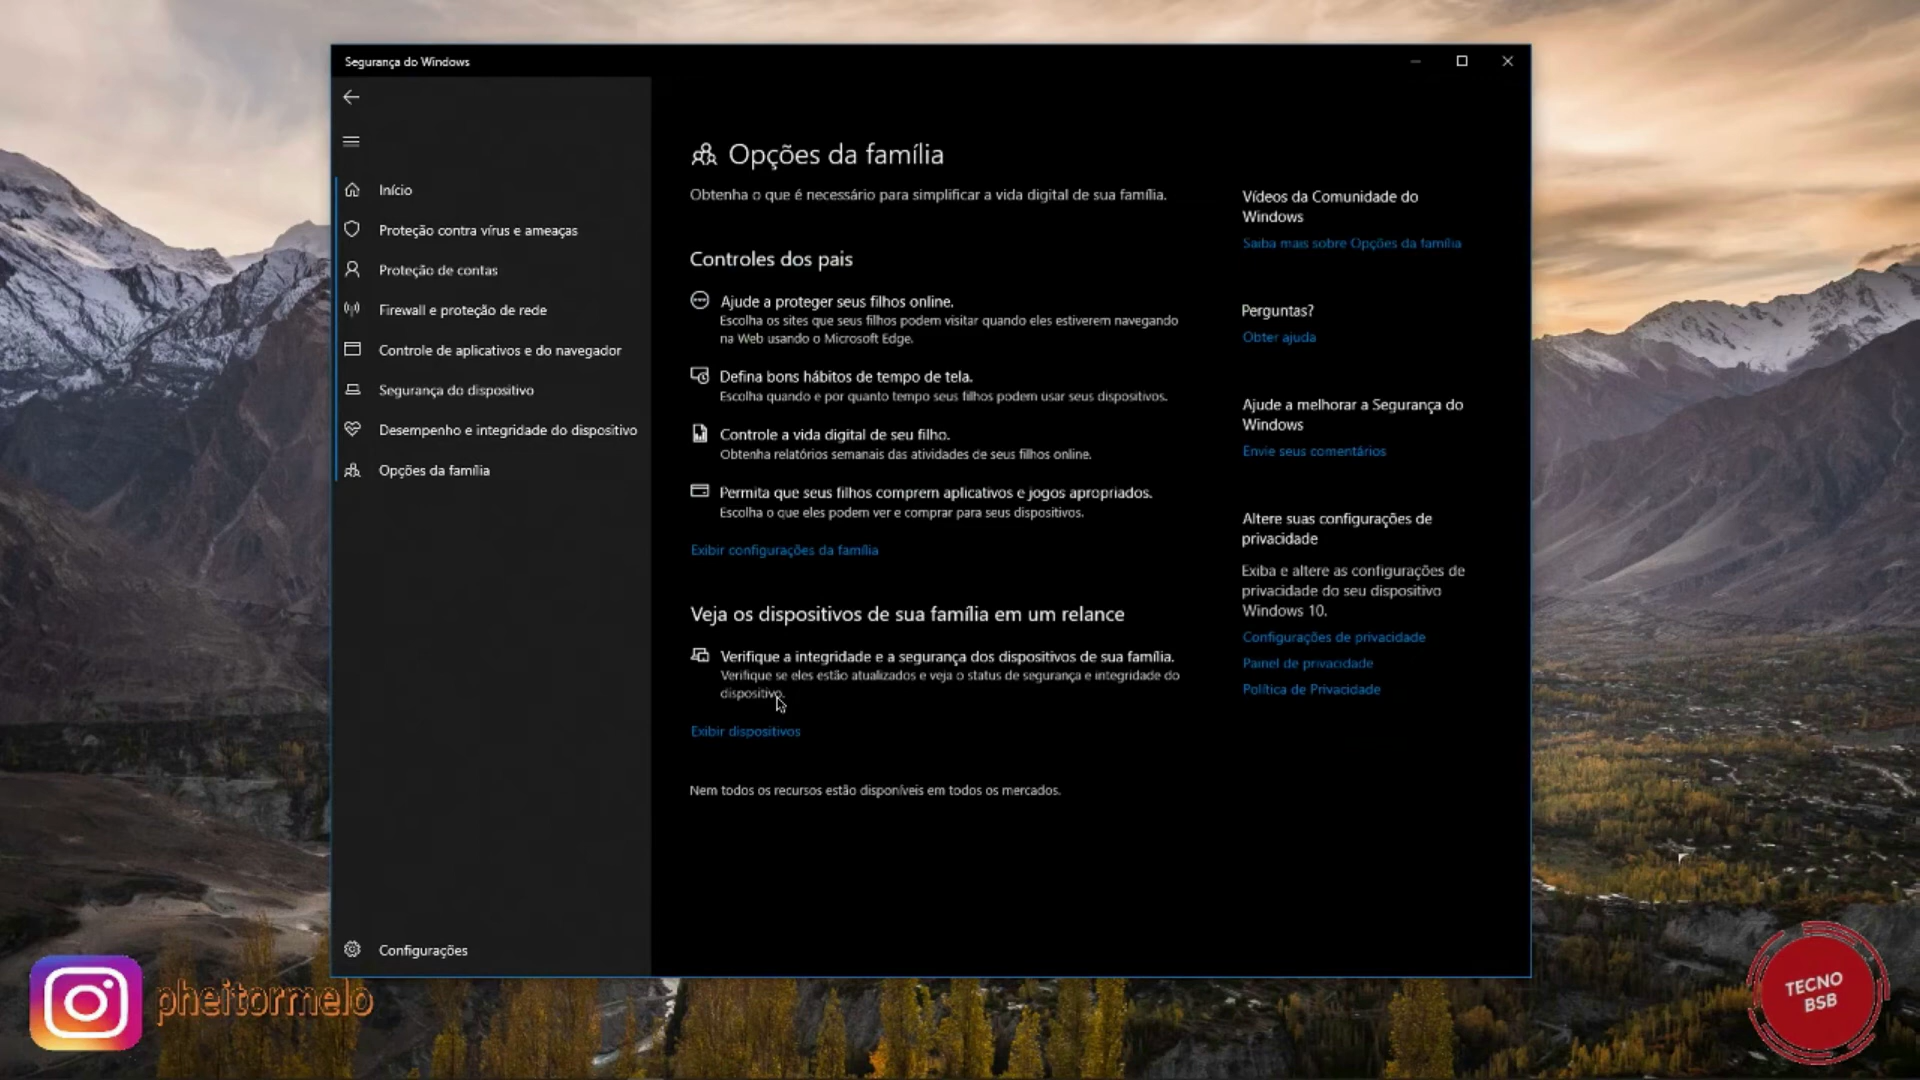 Segurança do Windows
Início
Proteção contra vírus e ameaças
Proteção de contas
Firewall e proteção de rede
Controle de aplicativos e do navegador
Segurança do dispositivo
Desempenho e integridade do dispositivo
Opções da família
Configurações
Opções da família
Obtenha o que é necessário para simplificar a vida digital de sua família.
Controles dos pais
Ajude a proteger seus filhos online.
Escolha os sites que seus filhos podem visitar quando eles estiverem navegando
na Web usando o Microsoft Edge.
Defina bons hábitos de tempo de tela.
Escolha quando e por quanto tempo seus filhos podem usar seus dispositivos.
Controle a vida digital de seu filho.
Obtenha relatórios semanais das atividades de seus filhos online.
Permita que seus filhos comprem aplicativos e jogos apropriados.
Escolha o que eles podem ver e comprar para seus dispositivos.
Exibir configurações da família
Veja os dispositivos de sua família em um relance
Verifique a integridade e a segurança dos dispositivos de sua família.
Verifique se eles estão atualizados e veja o status de segurança e integridade do
dispositivo.
Exibir dispositivos
Nem todos os recursos estão disponíveis em todos os mercados.
Vídeos da Comunidade do
Windows
Saiba mais sobre Opções da família
Perguntas?
Obter ajuda
Ajude a melhorar a Segurança do
Windows
Envie seus comentários
Altere suas configurações de
privacidade
Exiba e altere as configurações de
privacidade do seu dispositivo
Windows 10.
Configurações de privacidade
Painel de privacidade
Política de Privacidade
pheitormelo
TECNO
BSB